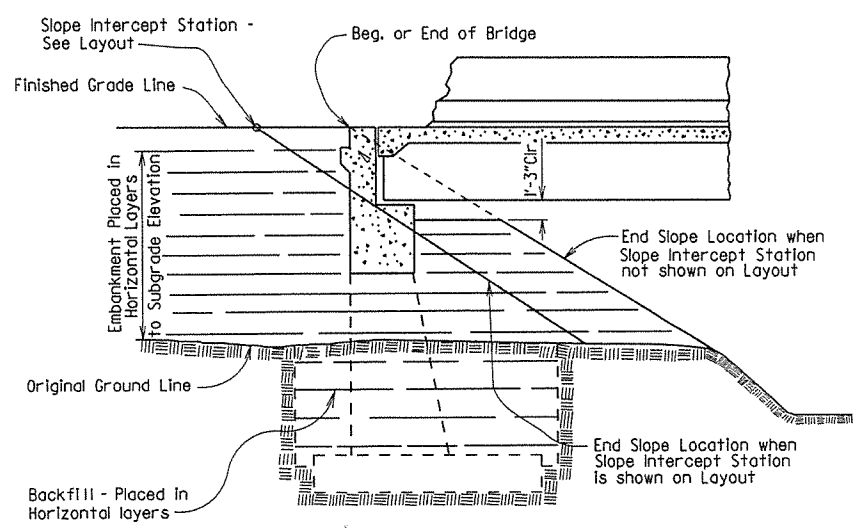 Slope Intercept Station -
See Layout
Beg. or End of Bridge
Finished Grade Line
Embankment Placed in
Horizontal Layers
to Subgrade Elevation
1'-3"Clr.
End Slope Location when
Slope Intercept Station
not shown on Layout
Original Ground Line
End Slope Location when
Slope Intercept Station
is shown on Layout
Backfill - Placed in
Horizontal layers